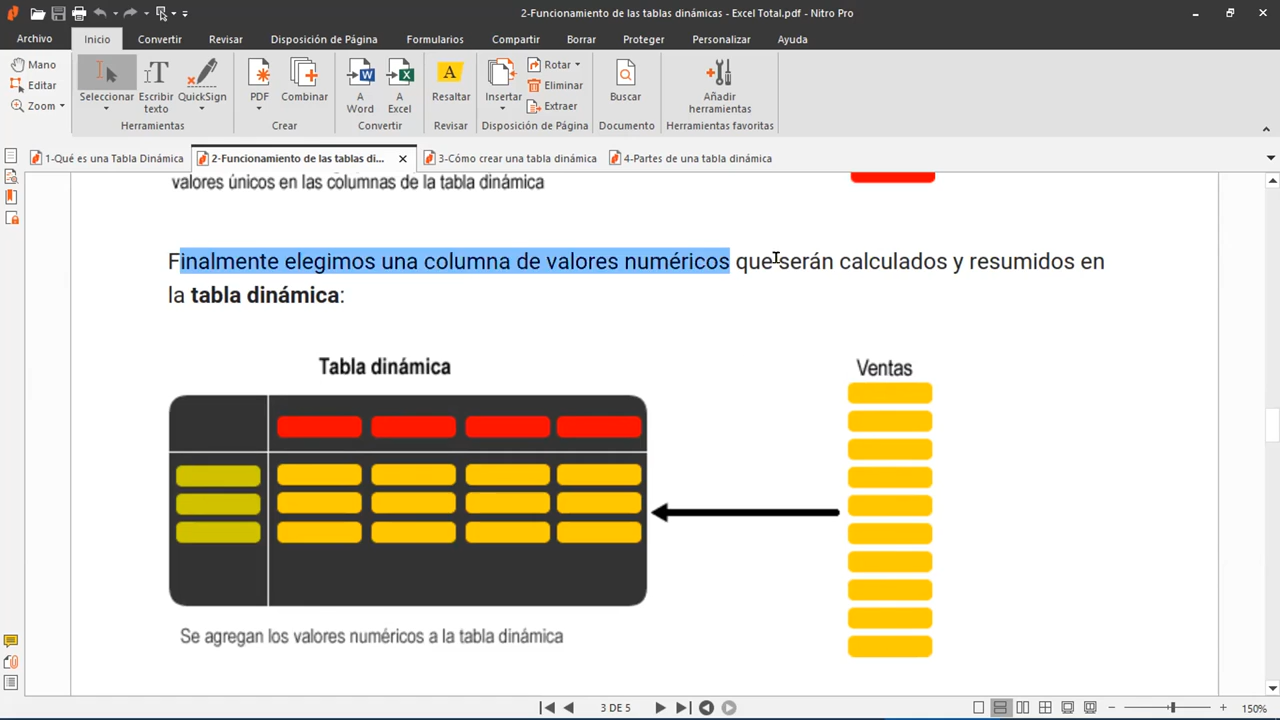 2-Funcionamiento de las tablas dinámicas - Excel Total.pdf - Nitro Pro
Archivo Inicio Convertir Revisar Disposición de Página Formularios Compartir Borrar Proteger Personalizar Ayuda
Mano
Editar
Zoom
Seleccionar
Escribir texto
QuickSign
Herramientas
PDF
Combinar
Crear
A Word
A Excel
Convertir
Resaltar
Revisar
Insertar
Rotar
Eliminar
Extraer
Disposición de Página
Buscar
Documento
Añadir herramientas
Herramientas favoritas
1-Qué es una Tabla Dinámica
2-Funcionamiento de las tablas di...
3-Cómo crear una tabla dinámica
4-Partes de una tabla dinámica
valores únicos en las columnas de la tabla dinámica
Finalmente elegimos una columna de valores numéricos que serán calculados y resumidos en
la tabla dinámica:
Tabla dinámica
Ventas
Se agregan los valores numéricos a la tabla dinámica
3 DE 5
150%